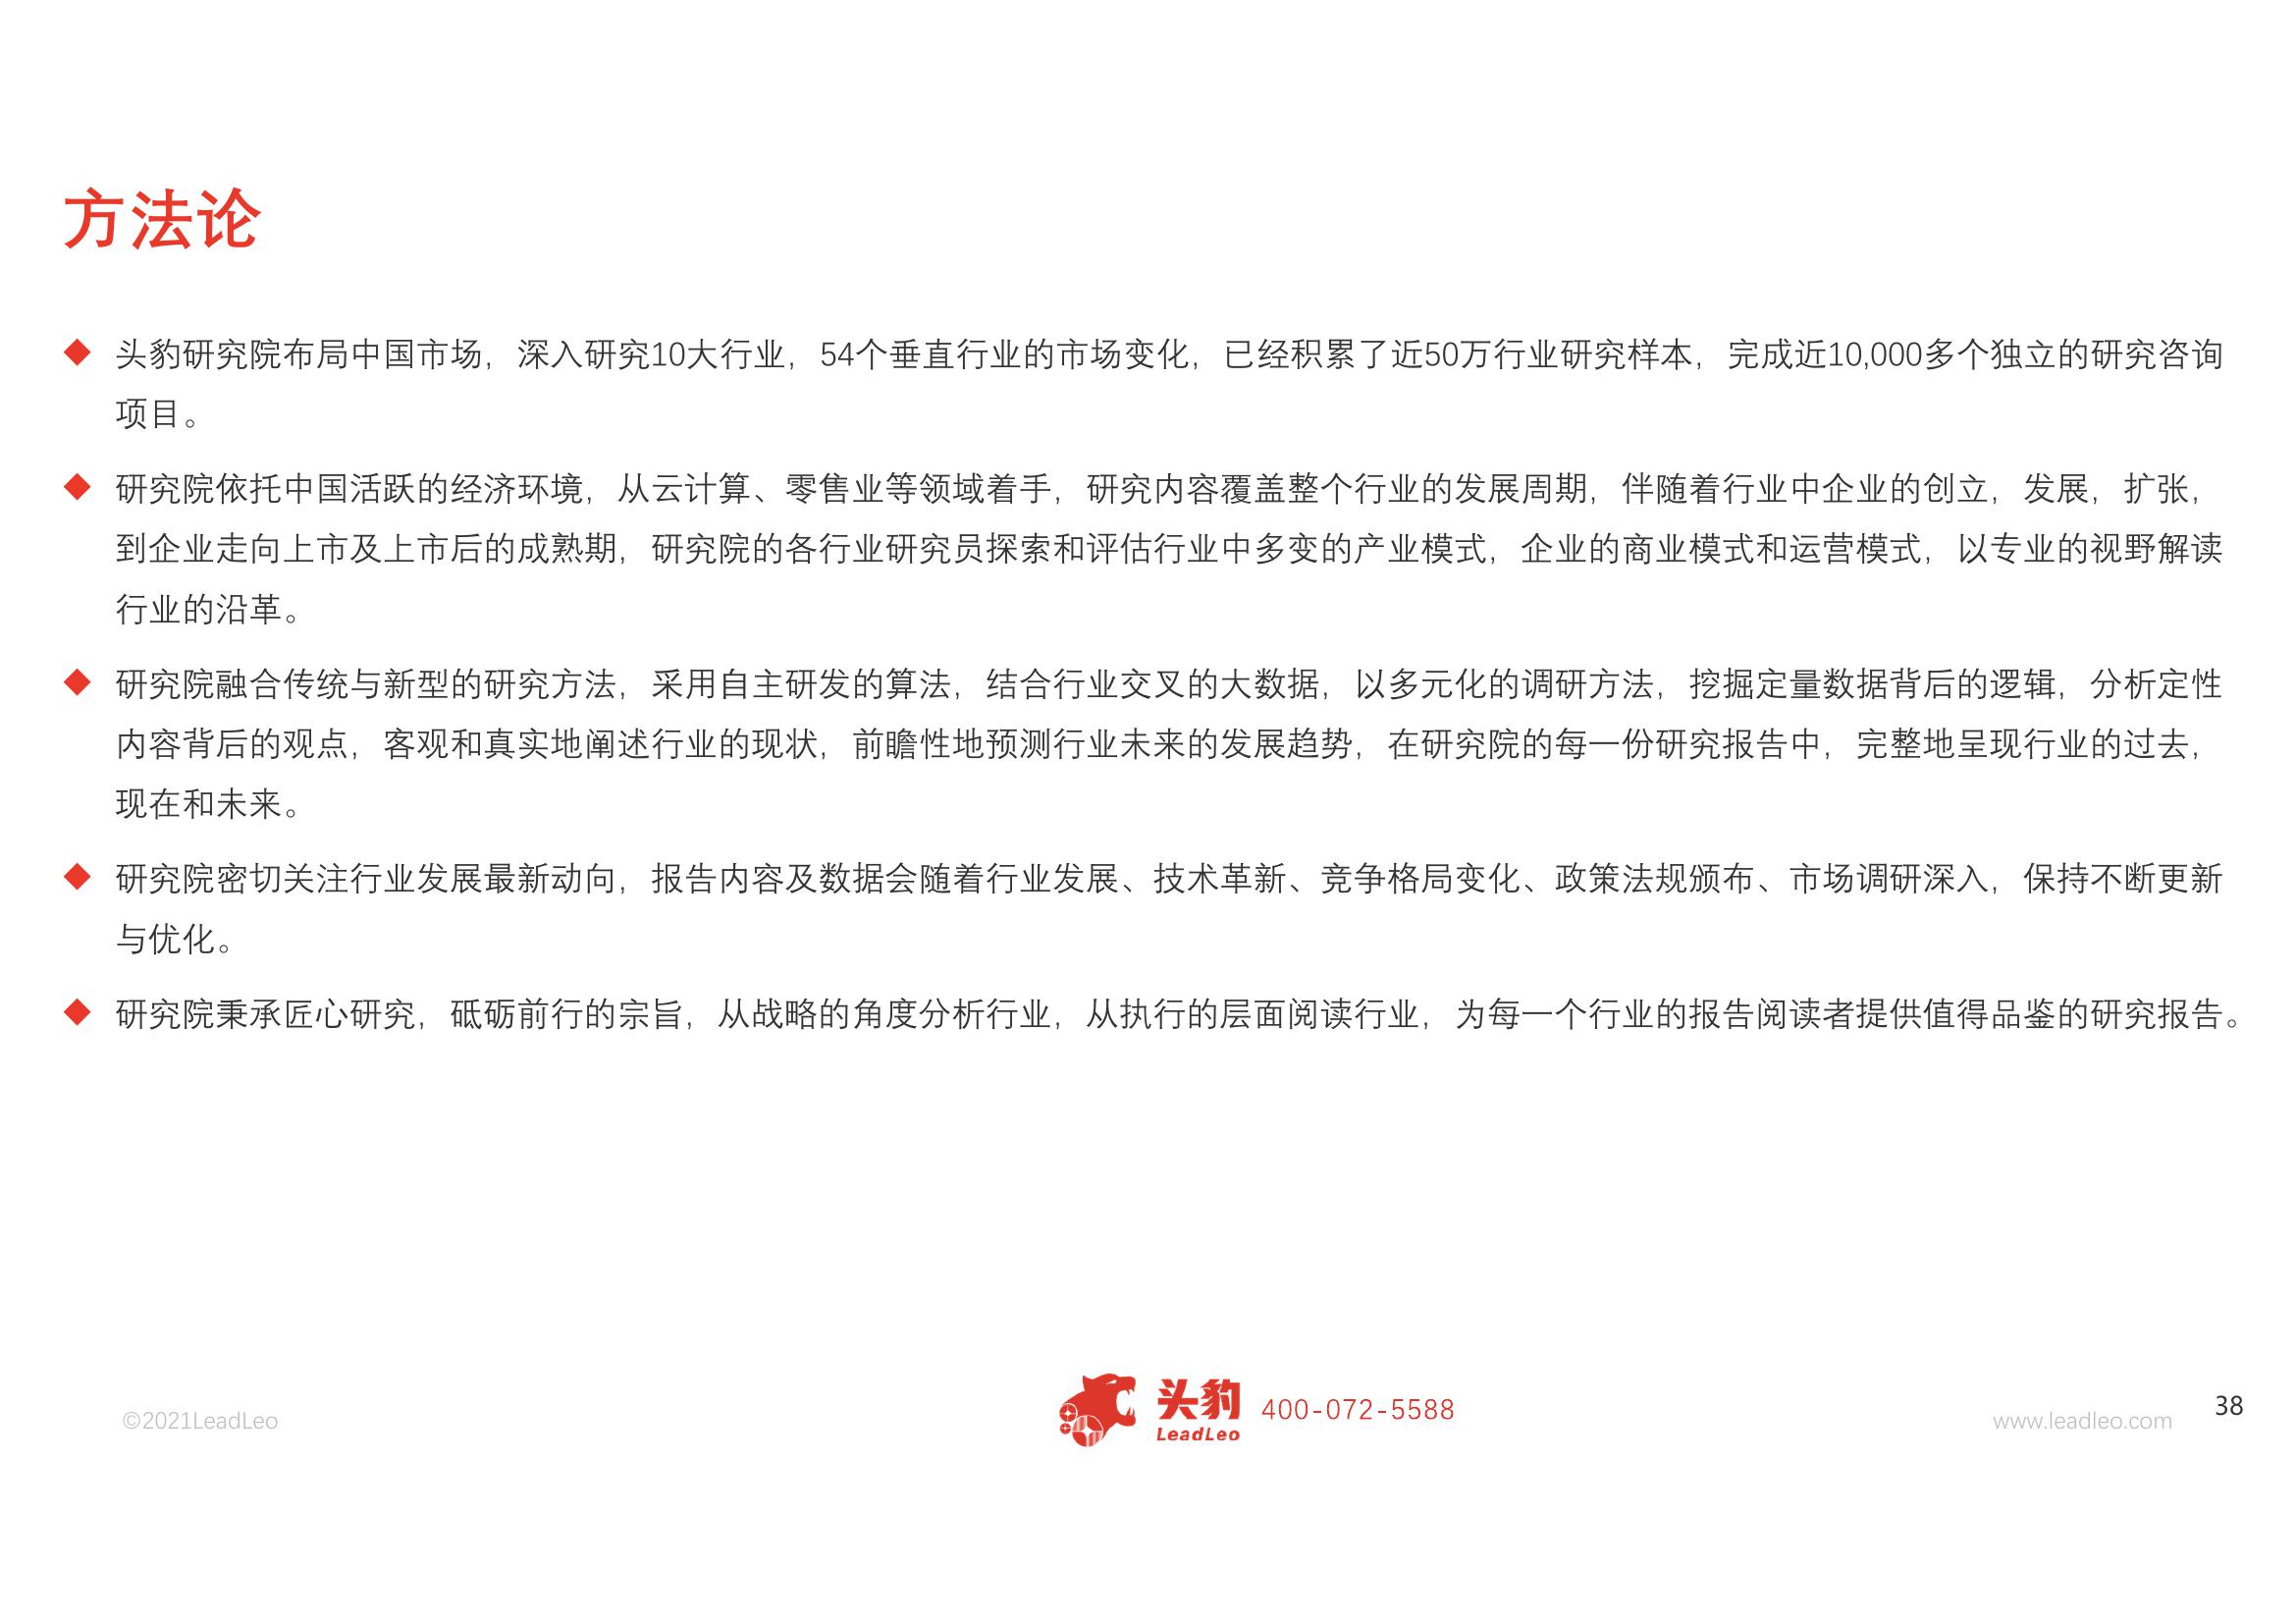 方法论
◆ 头豹研究院布局中国市场，深入研究10大行业，54个垂直行业的市场变化，已经积累了近50万行业研究样本，完成近10,000多个独立的研究咨询
项目。
◆ 研究院依托中国活跃的经济环境，从云计算、零售业等领域着手，研究内容覆盖整个行业的发展周期，伴随着行业中企业的创立，发展，扩张，
到企业走向上市及上市后的成熟期，研究院的各行业研究员探索和评估行业中多变的产业模式，企业的商业模式和运营模式，以专业的视野解读
行业的沿革。
◆ 研究院融合传统与新型的研究方法，采用自主研发的算法，结合行业交叉的大数据，以多元化的调研方法，挖掘定量数据背后的逻辑，分析定性
内容背后的观点，客观和真实地阐述行业的现状，前瞻性地预测行业未来的发展趋势，在研究院的每一份研究报告中，完整地呈现行业的过去，
现在和未来。
◆ 研究院密切关注行业发展最新动向，报告内容及数据会随着行业发展、技术革新、竞争格局变化、政策法规颁布、市场调研深入，保持不断更新
与优化。
◆ 研究院秉承匠心研究，砥砺前行的宗旨，从战略的角度分析行业，从执行的层面阅读行业，为每一个行业的报告阅读者提供值得品鉴的研究报告。
©2021LeadLeo
头豹
LeadLeo
400-072-5588
www.leadleo.com
38